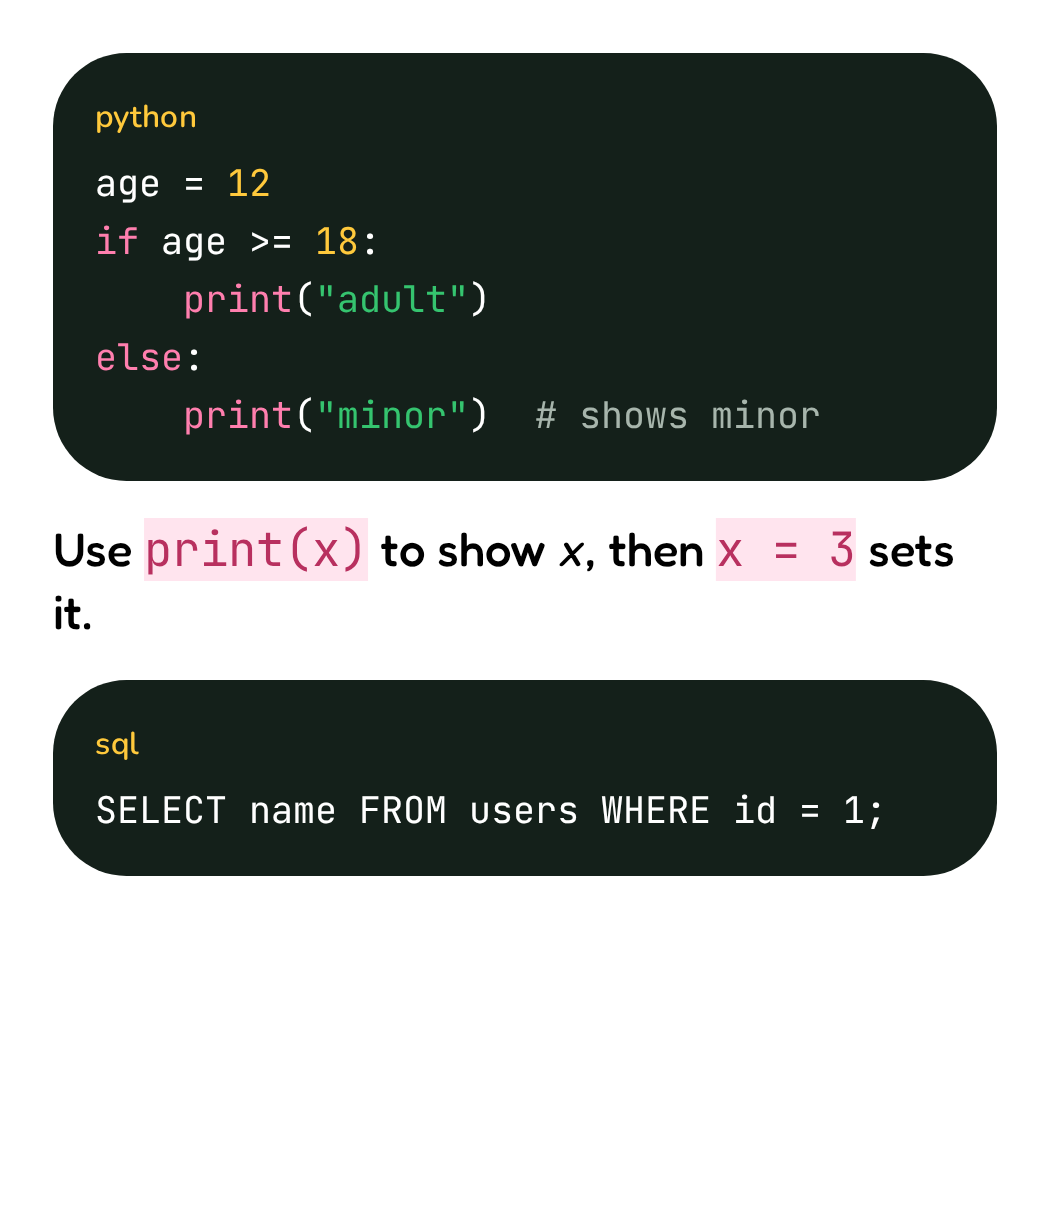 python
age = 12
if age >= 18:
    print("adult")
else:
    print("minor")  # shows minor
Use print(x) to show x, then x = 3 sets
it.
sql
SELECT name FROM users WHERE id = 1;